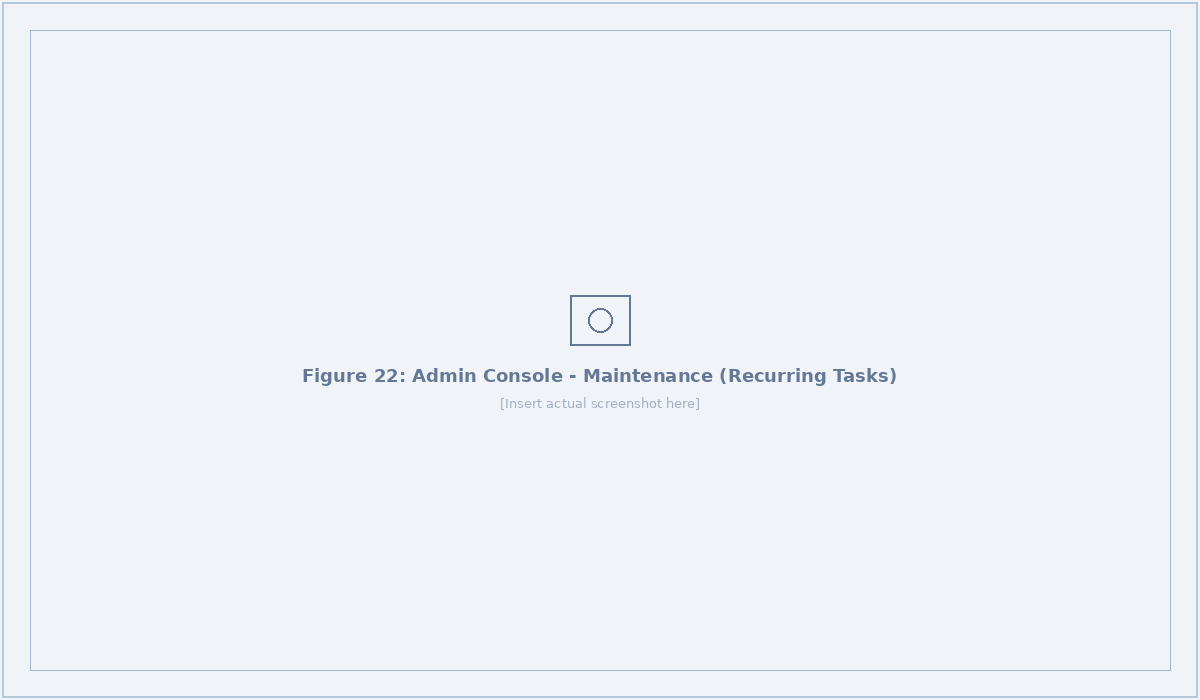 Figure 22: Admin Console - Maintenance (Recurring Tasks)
[Insert actual screenshot here]